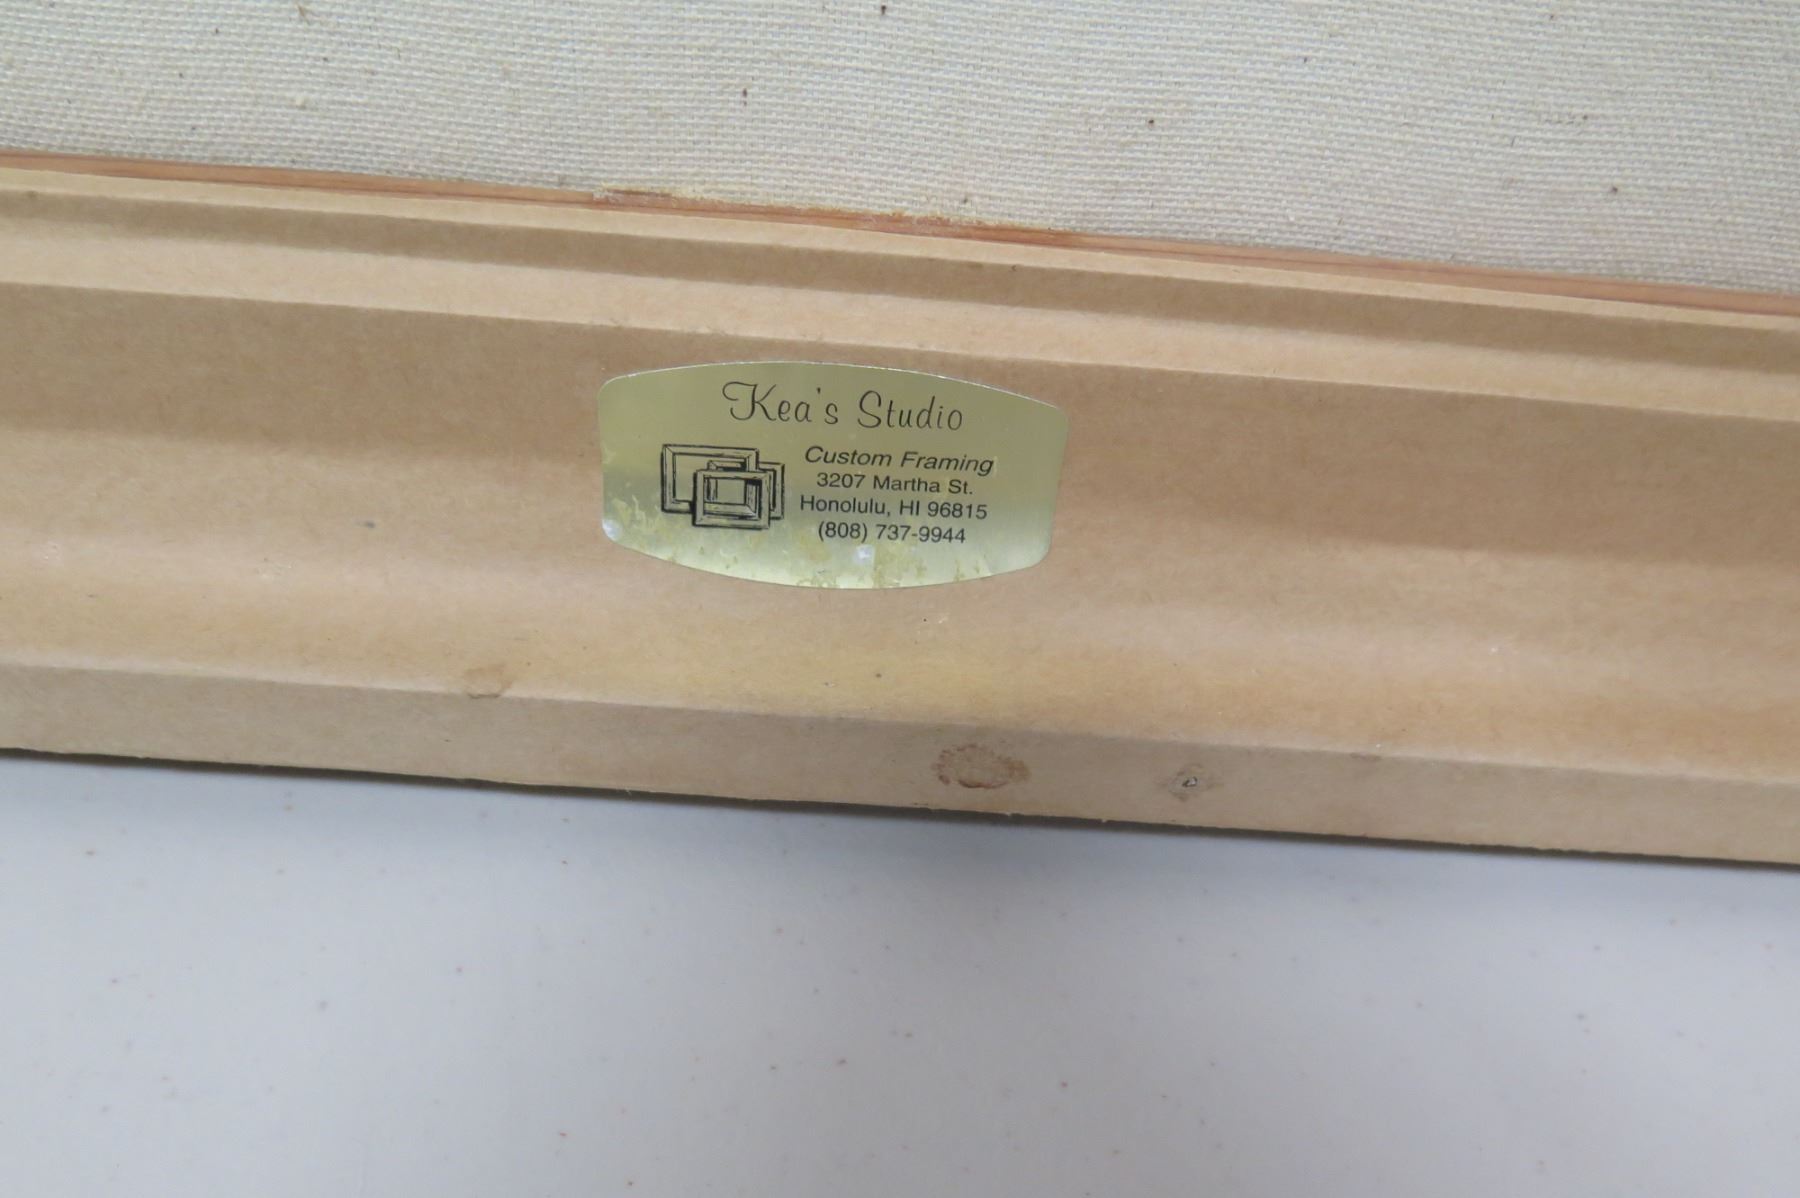 Kea's Studio
Custom Framing
3207 Martha St.
Honolulu, HI 96815
(808) 737-9944